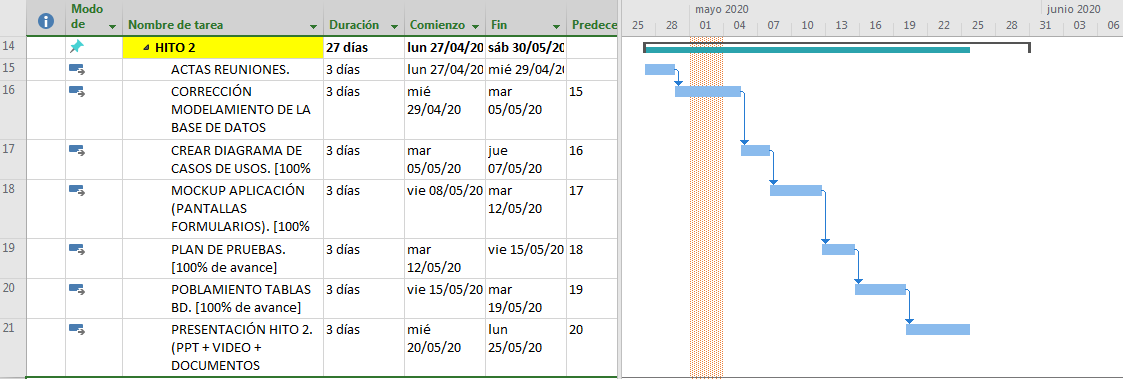 mayo 2020 junio 2020
Modo de Nombre de tarea Duración Comienzo Fin Predece 25 28 01 04 07 10 13 16 19 22 25 28 31 03 06
14 HITO 2 27 días lun 27/04/20 sáb 30/05/20
15 ACTAS REUNIONES. 3 días lun 27/04/20 mié 29/04/20
16 CORRECCIÓN 3 días mié mar 15
MODELAMIENTO DE LA 29/04/20 05/05/20
BASE DE DATOS
17 CREAR DIAGRAMA DE 3 días mar jue 16
CASOS DE USOS. [100% 05/05/20 07/05/20
18 MOCKUP APLICACIÓN 3 días vie 08/05/20 mar 17
(PANTALLAS 12/05/20
FORMULARIOS). [100%
19 PLAN DE PRUEBAS. 3 días mar vie 15/05/20 18
[100% de avance] 12/05/20
20 POBLAMIENTO TABLAS 3 días vie 15/05/20 mar 19
BD. [100% de avance] 19/05/20
21 PRESENTACIÓN HITO 2. 3 días mié lun 20
(PPT + VIDEO + 20/05/20 25/05/20
DOCUMENTOS